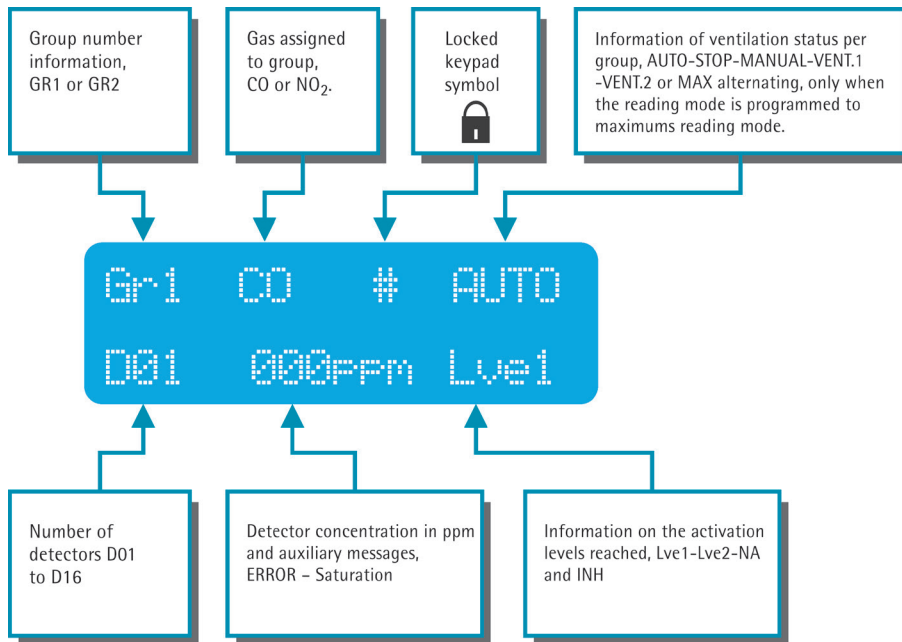 Group number
information,
GR1 or GR2
Gas assigned
to group,
CO or NO₂.
Locked
keypad
symbol
Information of ventilation status per
group, AUTO-STOP-MANUAL-VENT.1
-VENT.2 or MAX alternating, only when
the reading mode is programmed to
maximums reading mode.
Gr1 CO # AUTO
D01 000ppm Lve1
Number of
detectors D01
to D16
Detector concentration in ppm
and auxiliary messages,
ERROR – Saturation
Information on the activation
levels reached, Lve1-Lve2-NA
and INH